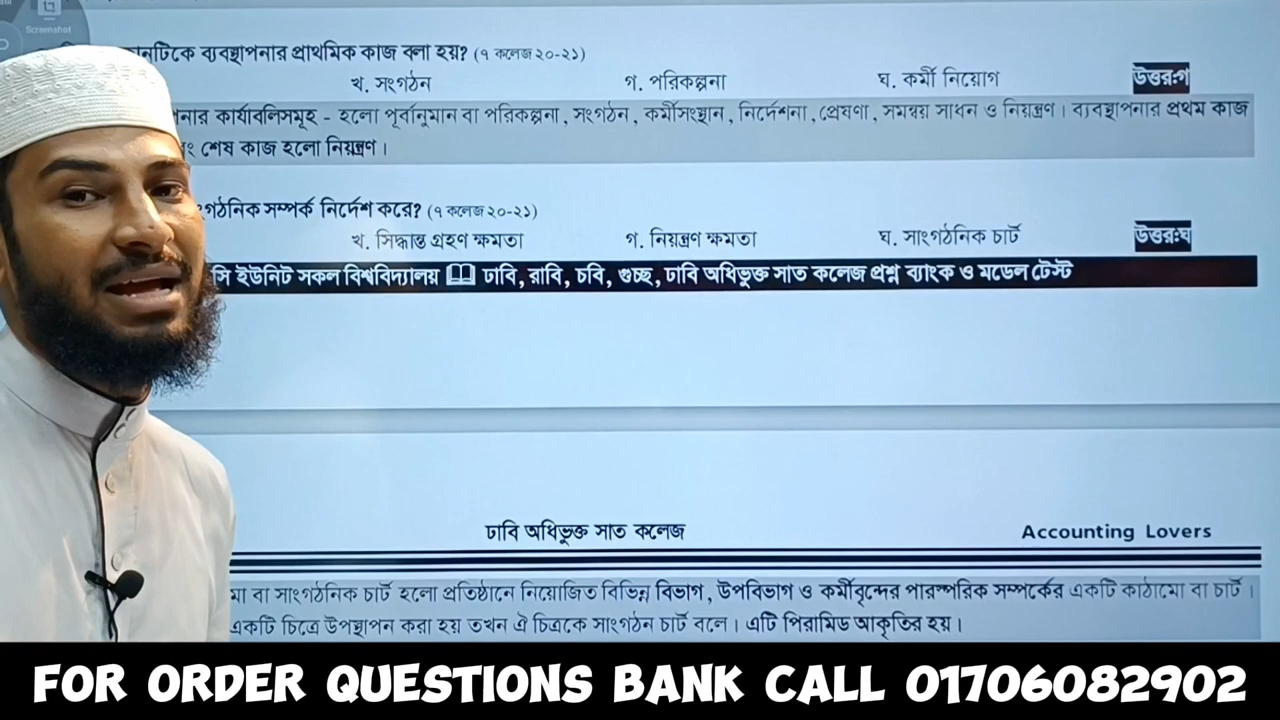 Screenshot
ব্যবস্থাপনার প্রাথমিক কাজ বলা হয়? (৭ কলেজ ২০-২১)
খ. সংগঠন গ. পরিকল্পনা ঘ. কর্মী নিয়োগ উত্তর:গ
কার্যাবলিসমূহ - হলো পূর্বানুমান বা পরিকল্পনা, সংগঠন, কর্মীসংস্থান, নির্দেশনা, প্রেষণা, সমন্বয় সাধন ও নিয়ন্ত্রণ। ব্যবস্থাপনার প্রথম কাজ
শেষ কাজ হলো নিয়ন্ত্রণ।
সম্পর্ক নির্দেশ করে? (৭ কলেজ ২০-২১)
খ. সিদ্ধান্ত গ্রহণ ক্ষমতা গ. নিয়ন্ত্রণ ক্ষমতা ঘ. সাংগঠনিক চার্ট উত্তর:ঘ
সি ইউনিট সকল বিশ্ববিদ্যালয় ঢাবি, রাবি, চবি, গুচ্ছ, ঢাবি অধিভুক্ত সাত কলেজ প্রশ্ন ব্যাংক ও মডেল টেস্ট
ঢাবি অধিভুক্ত সাত কলেজ Accounting Lovers
বা সাংগঠনিক চার্ট হলো প্রতিষ্ঠানে নিয়োজিত বিভিন্ন বিভাগ, উপবিভাগ ও কর্মীবৃন্দের পারস্পরিক সম্পর্কের একটি কাঠামো বা চার্ট।
একটি চিত্রে উপস্থাপন করা হয় তখন ঐ চিত্রকে সাংগঠন চার্ট বলে। এটি পিরামিড আকৃতির হয়।
FOR ORDER QUESTIONS BANK CALL 01706082902